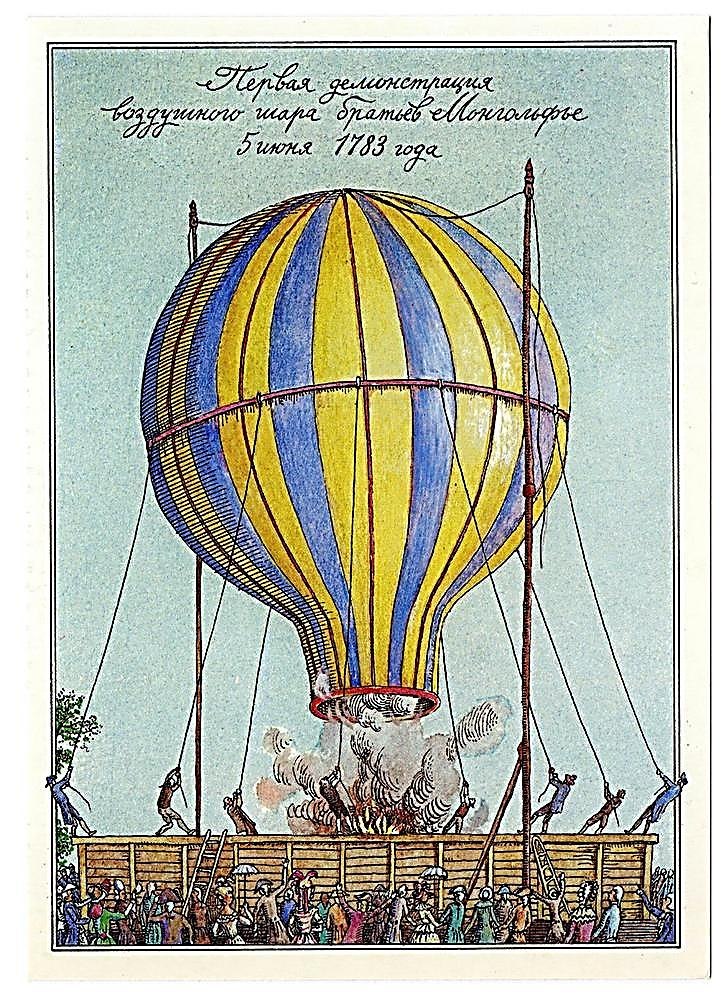 Первая демонстрация
воздушного шара братьев Монгольфье
5 июня 1783 года